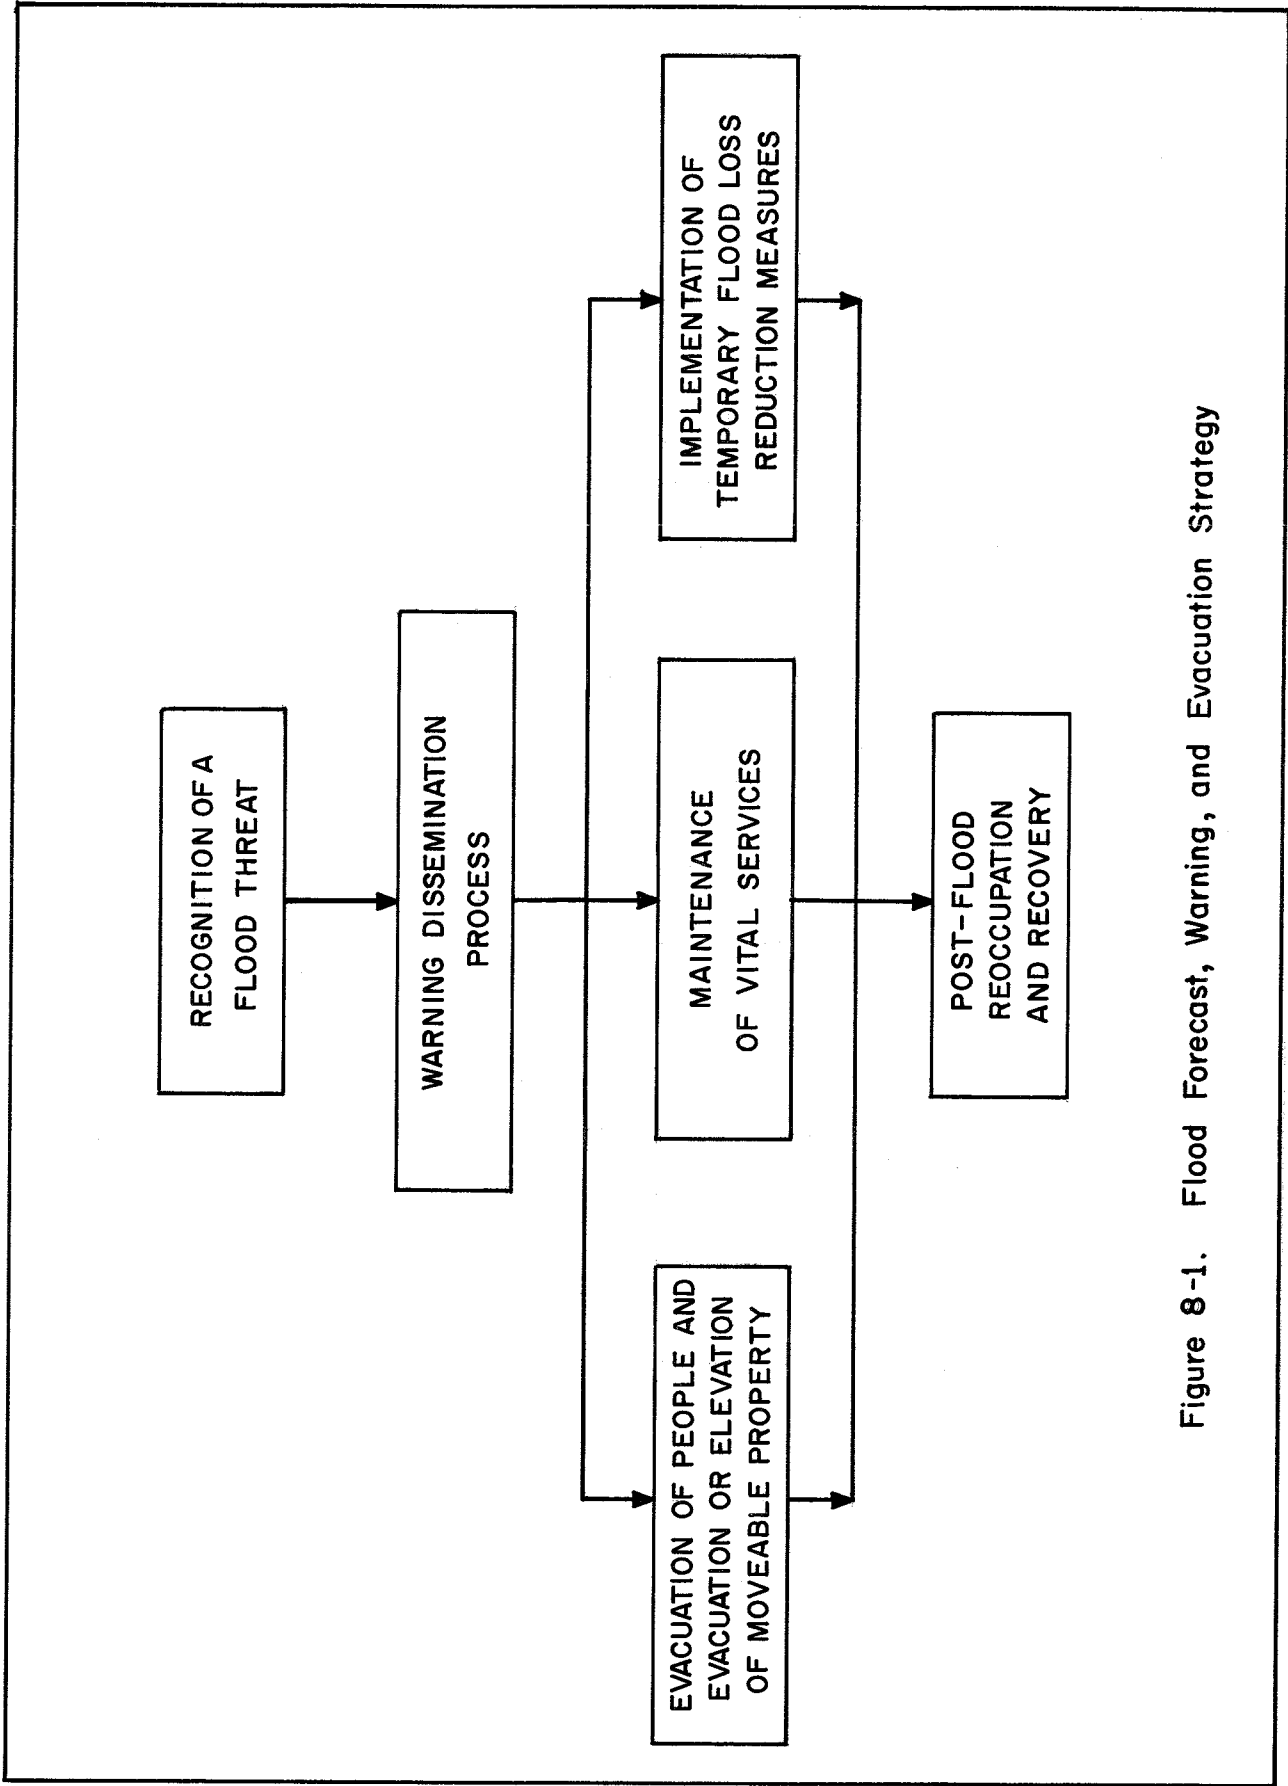 RECOGNITION OF A
FLOOD THREAT
WARNING DISSEMINATION
PROCESS
EVACUATION OF PEOPLE AND
EVACUATION OR ELEVATION
OF MOVEABLE PROPERTY
MAINTENANCE
OF VITAL SERVICES
IMPLEMENTATION OF
TEMPORARY FLOOD LOSS
REDUCTION MEASURES
POST-FLOOD
REOCCUPATION
AND RECOVERY
Figure 8-1. Flood Forecast, Warning, and Evacuation Strategy